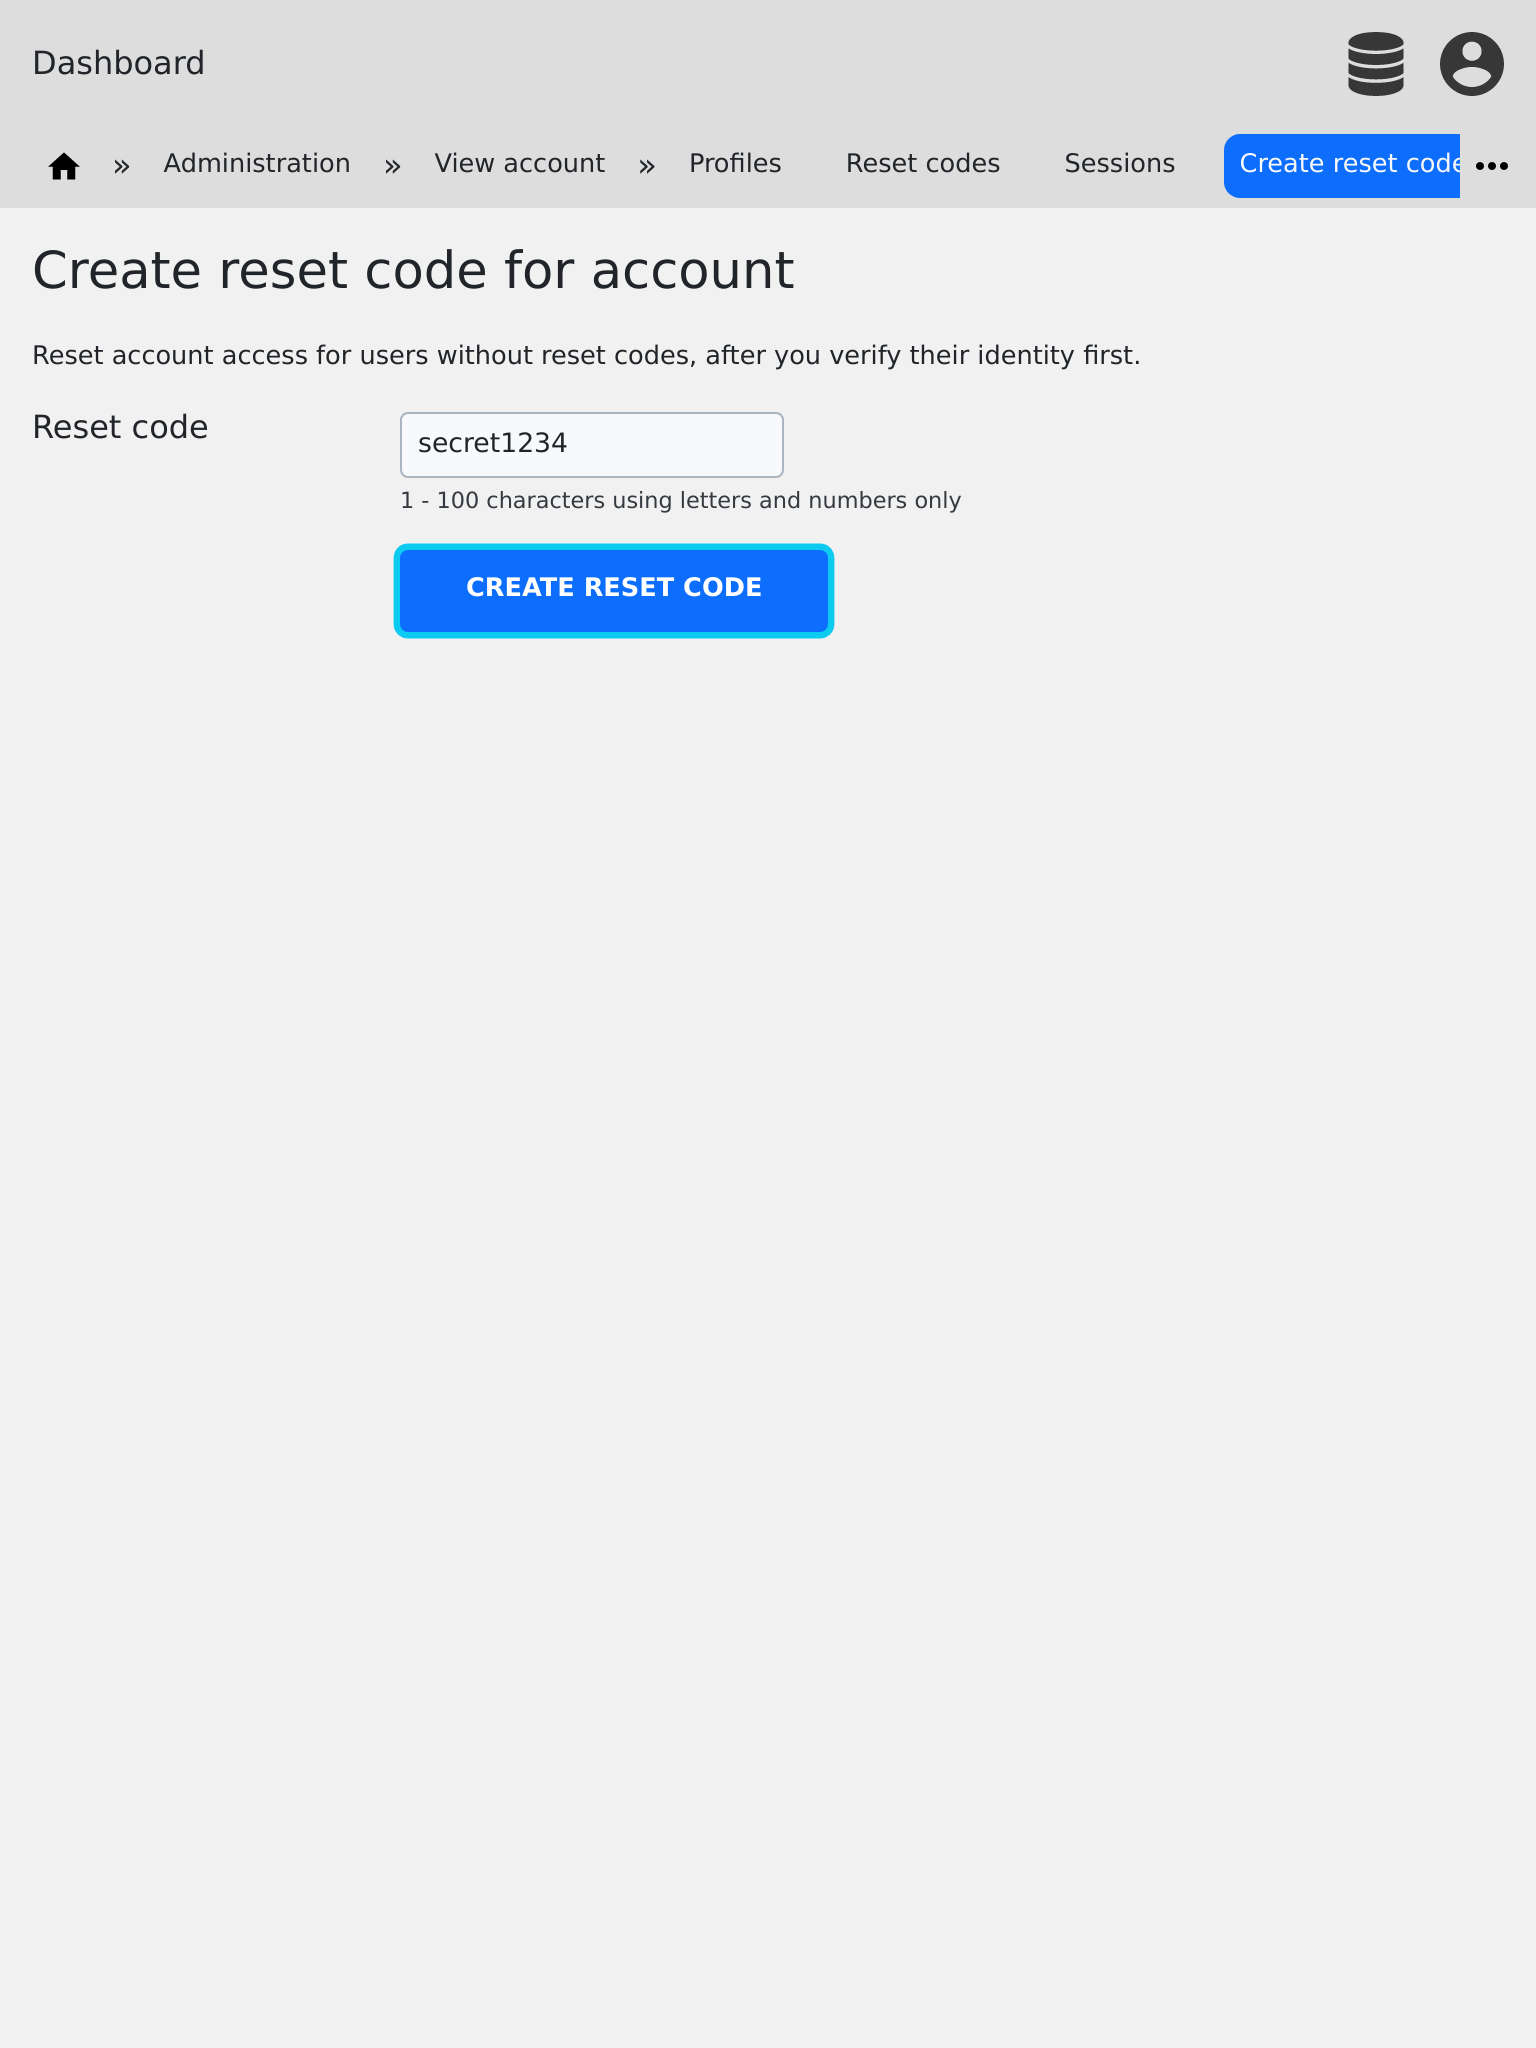 Dashboard
» Administration » View account » Profiles Reset codes Sessions Create reset code
Create reset code for account
Reset account access for users without reset codes, after you verify their identity first.
Reset code
secret1234
1 - 100 characters using letters and numbers only
CREATE RESET CODE